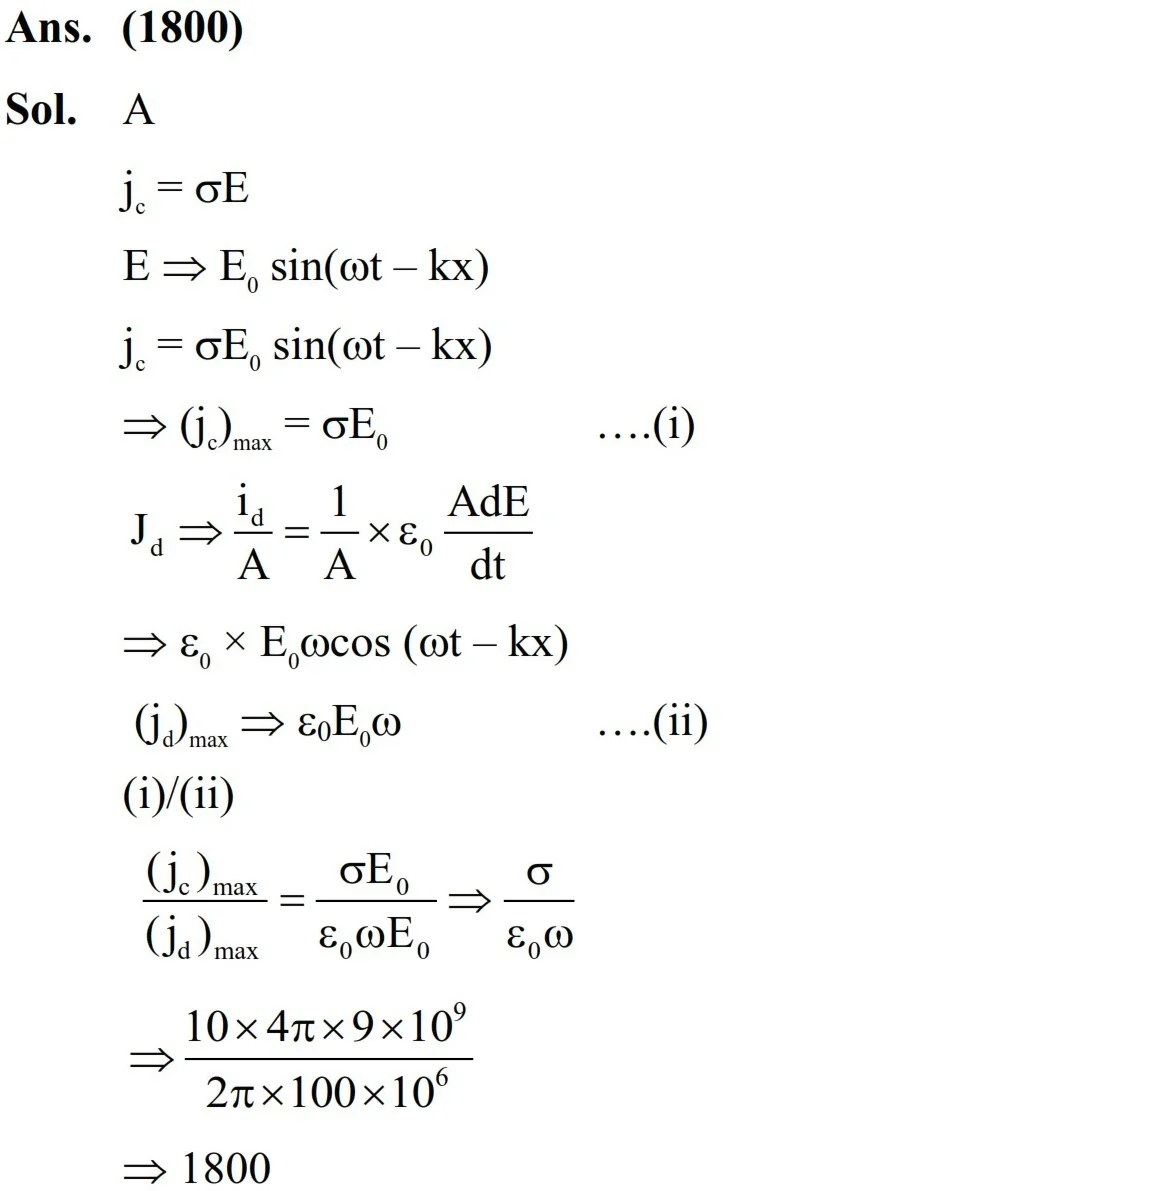 Ans. (1800)
Sol. A
j_c = σE
E ⇒ E_0 sin(ωt – kx)
j_c = σE_0 sin(ωt – kx)
⇒ (j_c)_max = σE_0 ….(i)
J_d ⇒ i_d/A = 1/A × ε_0 AdE/dt
⇒ ε_0 × E_0ωcos (ωt – kx)
(j_d)_max ⇒ ε_0E_0ω ….(ii)
(i)/(ii)
(j_c)_max/(j_d)_max = σE_0/ε_0ωE_0 ⇒ σ/ε_0ω
⇒ 10×4π×9×10^9/2π×100×10^6
⇒ 1800